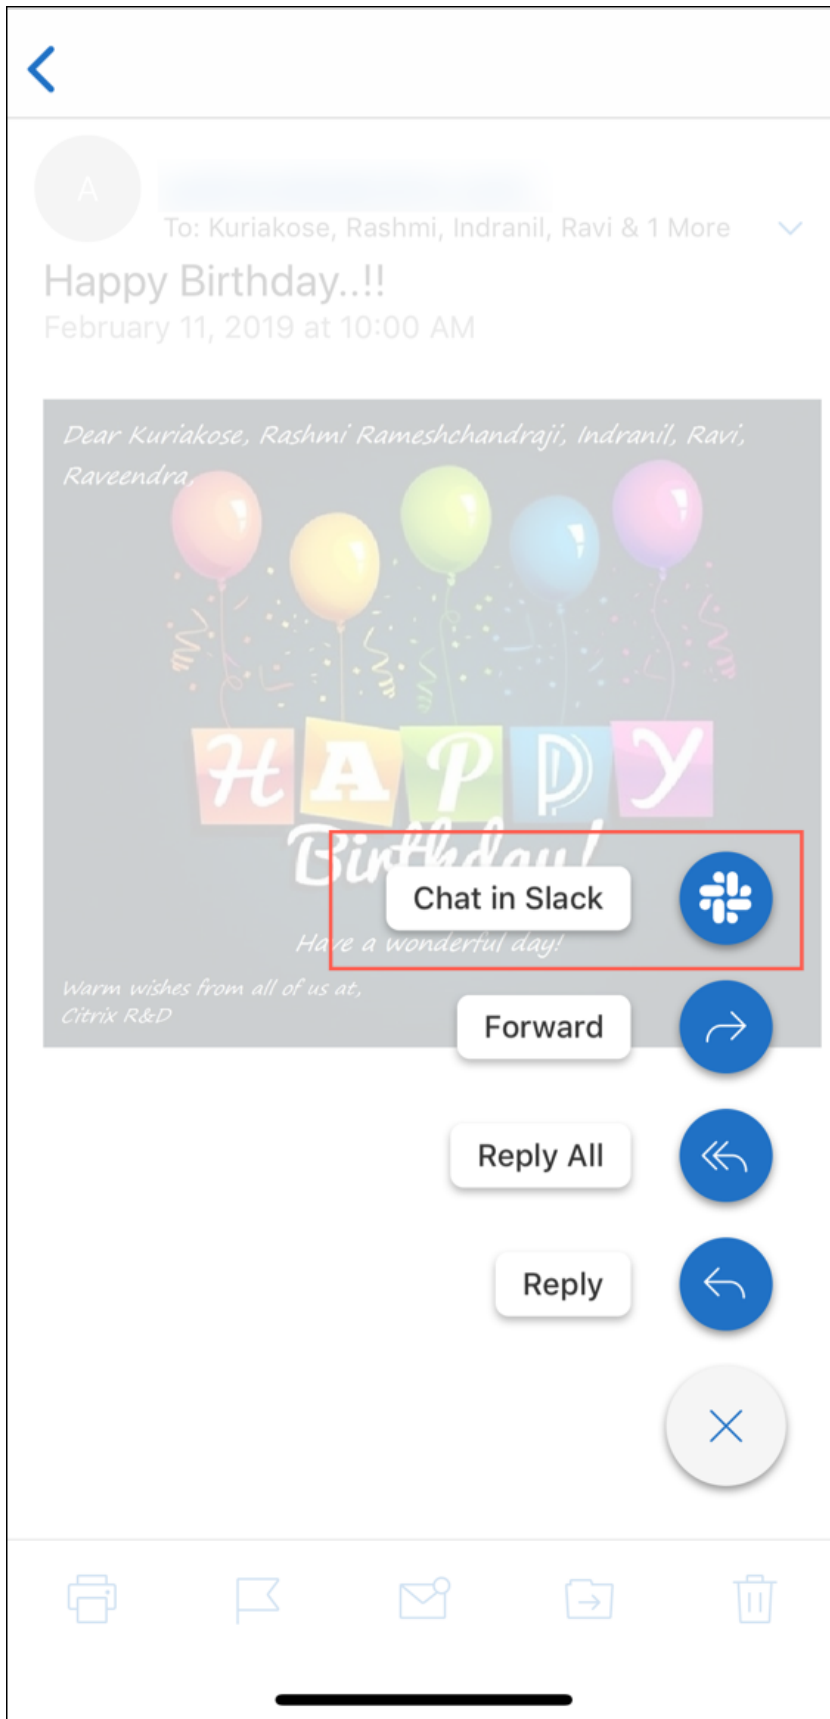 A
To: Kuriakose, Rashmi, Indranil, Ravi & 1 More
Happy Birthday..!!
February 11, 2019 at 10:00 AM
Dear Kuriakose, Rashmi Rameshchandraji, Indranil, Ravi,
Raveendra,
HAPPY
Birthday!
Chat in Slack
Have a wonderful day!
Warm wishes from all of us at,
Citrix R&D
Forward
Reply All
Reply